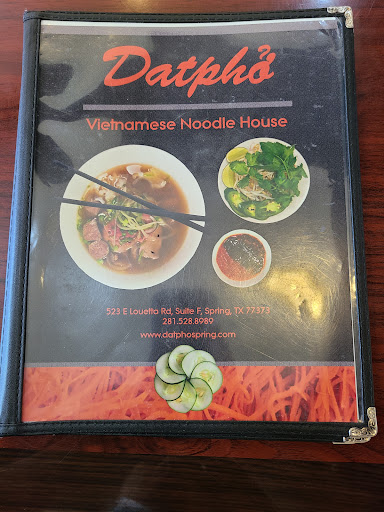 Datphở
Vietnamese Noodle House
523 E Louetta Rd, Suite F, Spring, TX 77373
281.528.8989
www.datphospring.com